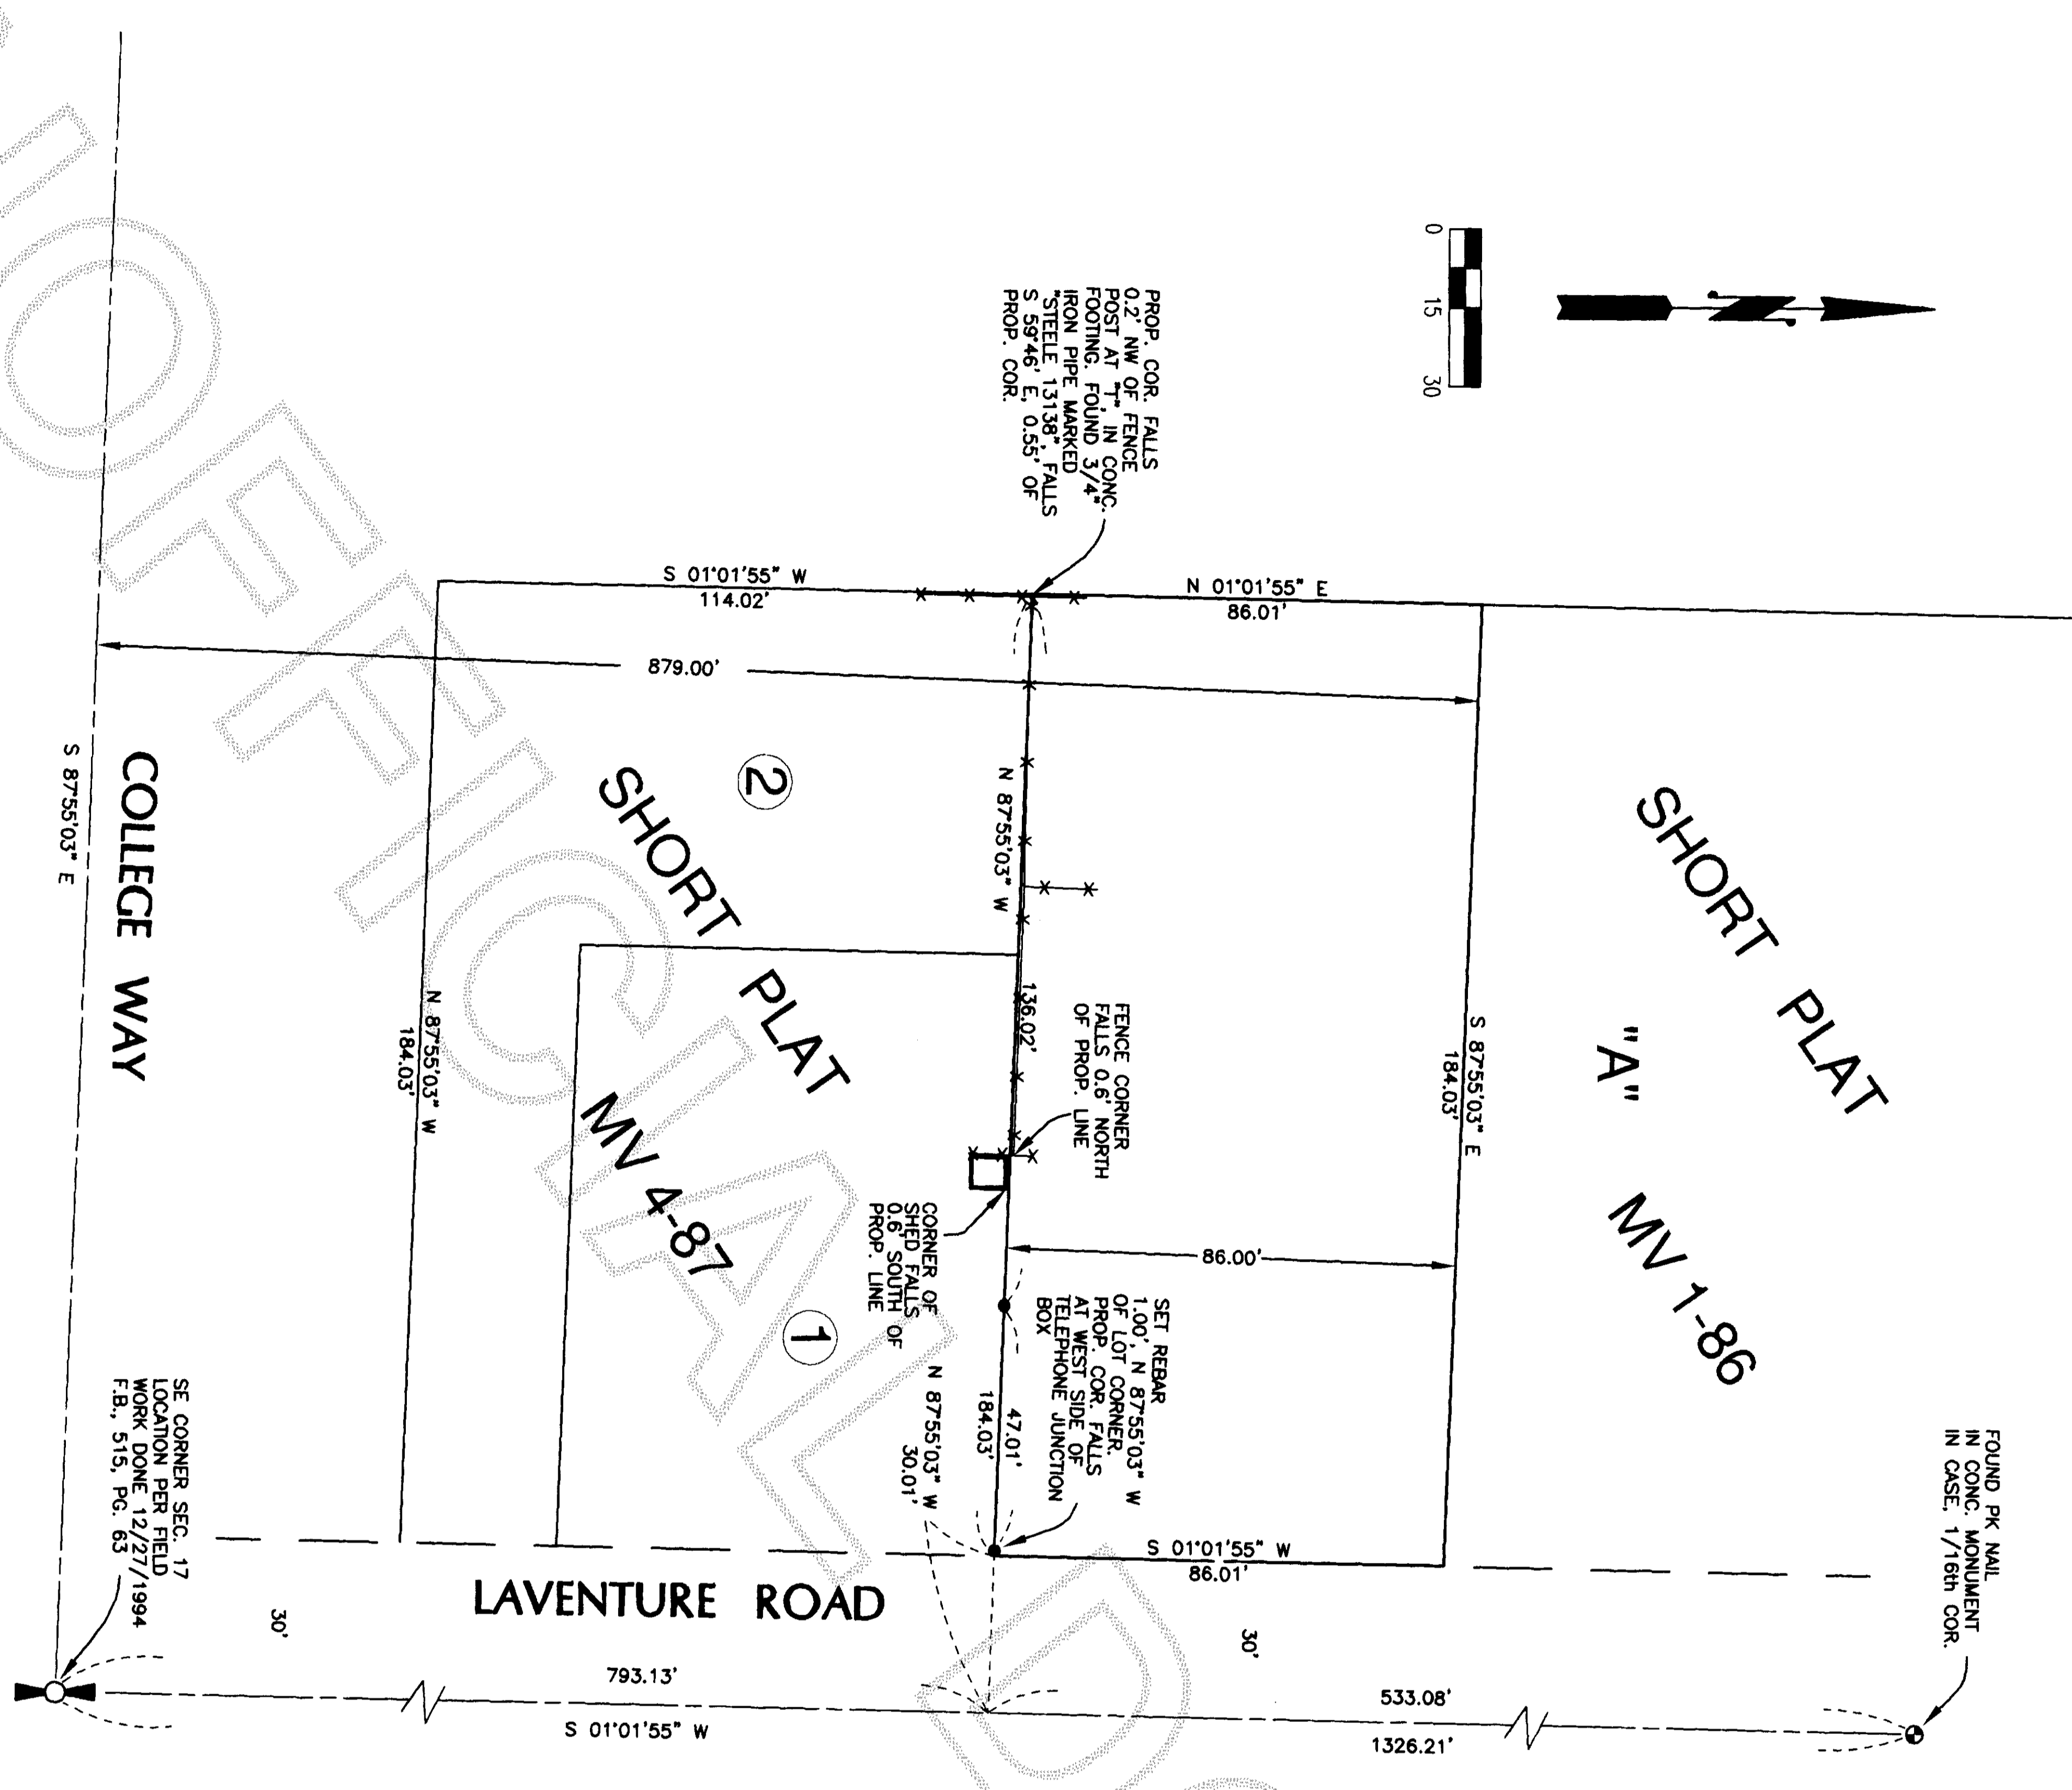 0 15 30
PROP. COR. FALLS
0.2' NW OF FENCE
POST AT "T", IN CONC.
FOOTING. FOUND 3/4"
IRON PIPE MARKED
"STEELE 13138", FALLS
S 59°46' E, 0.55' OF
PROP. COR.
S 01°01'55" W
114.02'
N 01°01'55" E
86.01'
879.00'
SHORT PLAT
"A"
MV 1-86
S 87°55'03" E
184.03'
N 87°55'03" W
136.02'
2
SHORT PLAT
MV 4-87
1
FENCE CORNER
FALLS 0.6' NORTH
OF PROP. LINE
CORNER OF
SHED FALLS
0.6' SOUTH OF
PROP. LINE
86.00'
SET REBAR
1.00', N 87°55'03" W
OF LOT CORNER.
PROP. COR. FALLS
AT WEST SIDE OF
TELEPHONE JUNCTION
BOX
47.01'
184.03'
N 87°55'03" W
30.01'
N 87°55'03" W
184.03'
COLLEGE WAY
S 87°55'03" E
S 01°01'55" W
86.01'
LAVENTURE ROAD
30'
30'
SE CORNER SEC. 17
LOCATION PER FIELD
WORK DONE 12/27/1994
F.B., 515, PG. 63
FOUND PK NAIL
IN CONC. MONUMENT
IN CASE, 1/16th COR.
793.13'
S 01°01'55" W
533.08'
1326.21'
OFFICIAL D